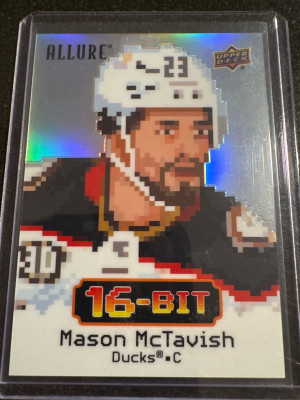 ALLURE®
UPPER DECK
23
16-BIT
Mason McTavish
Ducks®•C